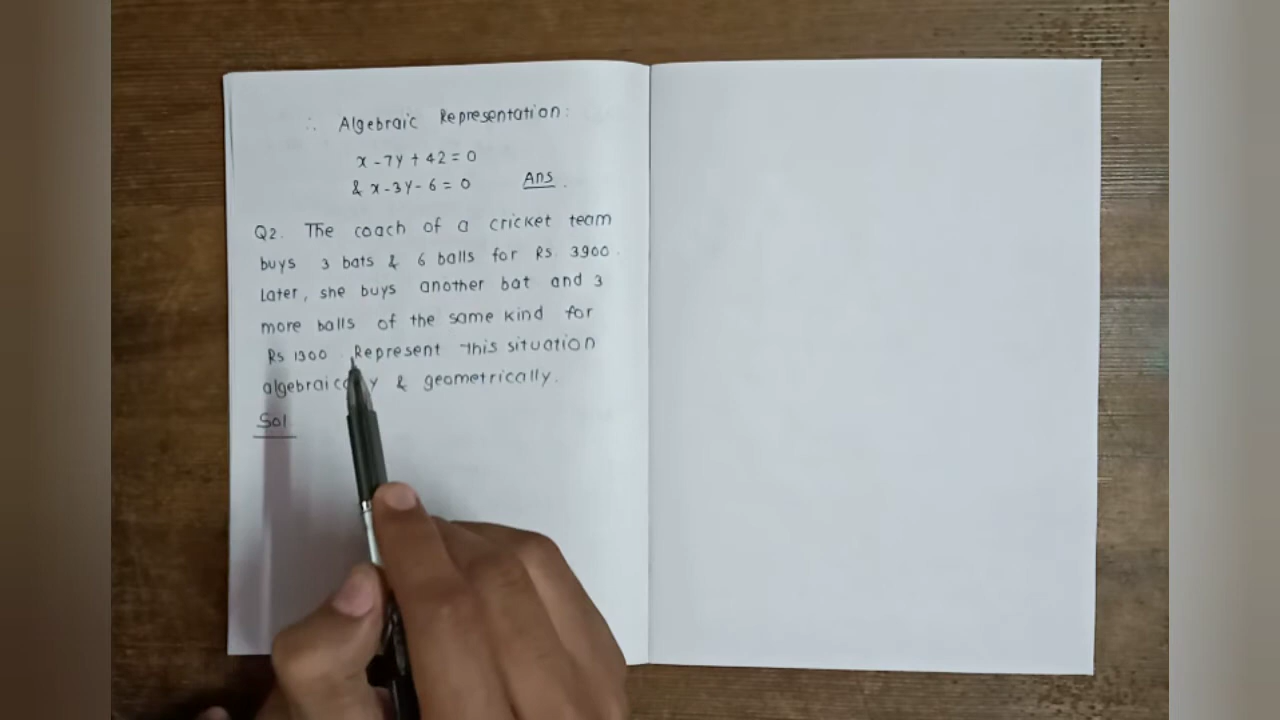 ∴ Algebraic Representation:
x - 7y + 42 = 0
& x - 3y - 6 = 0 Ans.
Q2. The coach of a cricket team
buys 3 bats & 6 balls for Rs 3900.
Later, she buys another bat and 3
more balls of the same kind for
Rs 1300. Represent This situation
& geometrically.
Sol